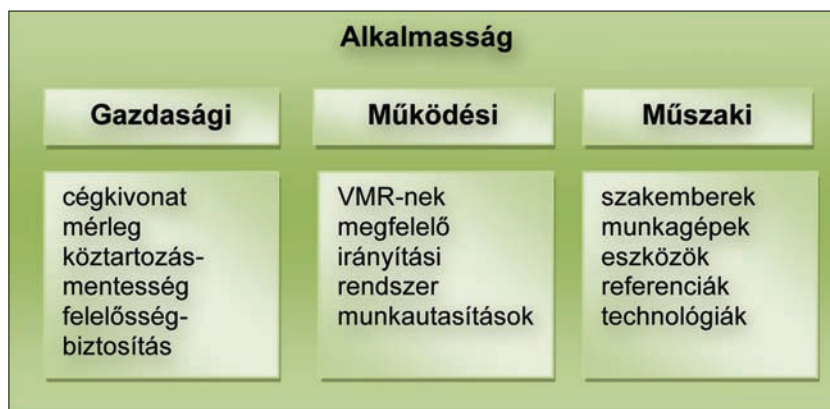 Alkalmasság
Gazdasági
cégkivonat
mérleg
köztartozás-
mentesség
felelősség-
biztosítás
Működési
VMR-nek
megfelelő
irányítási
rendszer
munkautasítások
Műszaki
szakemberek
munkagépek
eszközök
referenciák
technológiák